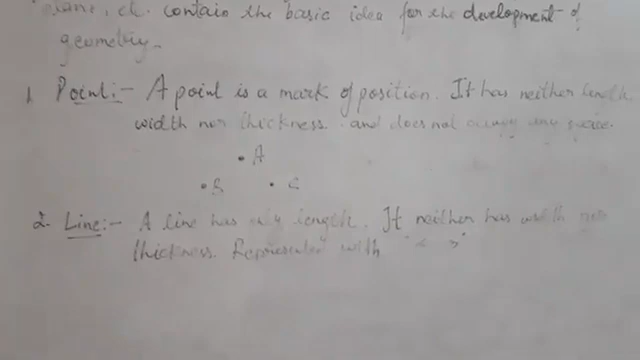 plane, etc. contain the basic idea for the development of
geometry.
1. Point:- A point is a mark of position. It has neither length
width nor thickness. and does not occupy any space.
• A
• B • C
2. Line:- A line has only length. It neither has width nor
thickness. Represented with "< >"